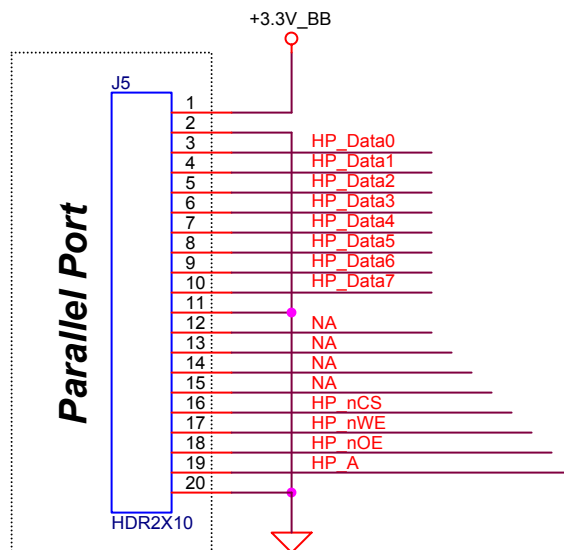 +3.3V_BB
J5
Parallel Port
1
2
3 HP_Data0
4 HP_Data1
5 HP_Data2
6 HP_Data3
7 HP_Data4
8 HP_Data5
9 HP_Data6
10 HP_Data7
11
12 NA
13 NA
14 NA
15 NA
16 HP_nCS
17 HP_nWE
18 HP_nOE
19 HP_A
20
HDR2X10